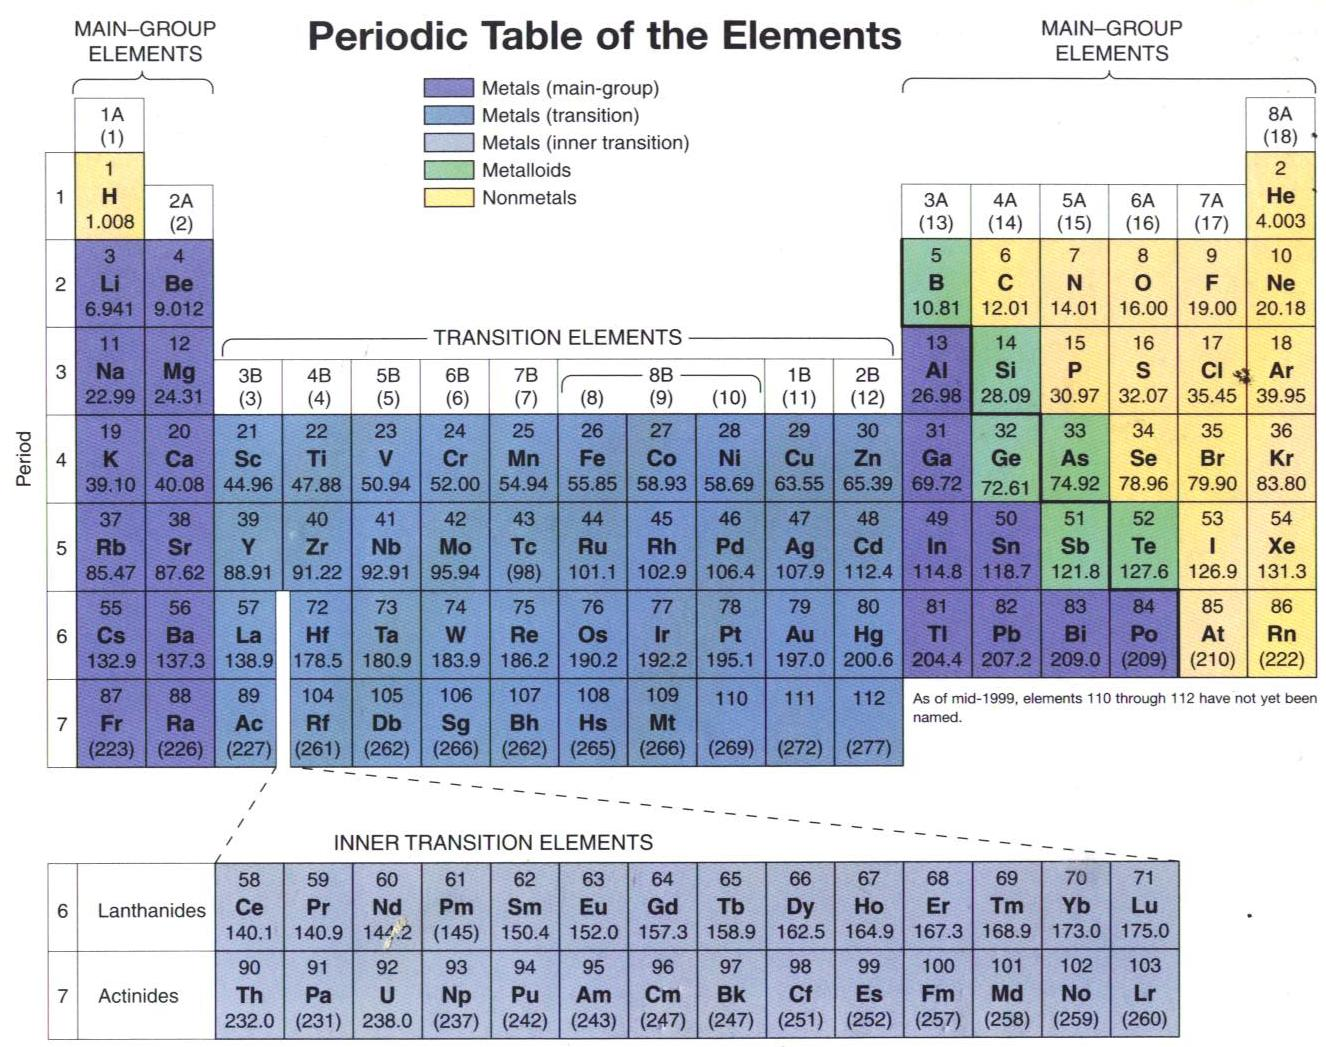 MAIN–GROUP
ELEMENTS
Periodic Table of the Elements
MAIN–GROUP
ELEMENTS
Metals (main-group)
Metals (transition)
Metals (inner transition)
Metalloids
Nonmetals
1A
(1)
8A
(18)
Period
1
1
H
1.008
2A
(2)
3A
(13)
4A
(14)
5A
(15)
6A
(16)
7A
(17)
2
He
4.003
2
3 4 5 6 7 8 9 10
Li Be B C N O F Ne
6.941 9.012 10.81 12.01 14.01 16.00 19.00 20.18
TRANSITION ELEMENTS
3
11 12 13 14 15 16 17 18
Na Mg Al Si P S Cl Ar
22.99 24.31 26.98 28.09 30.97 32.07 35.45 39.95
3B 4B 5B 6B 7B 8B 1B 2B
(3) (4) (5) (6) (7) (8) (9) (10) (11) (12)
4
19 20 21 22 23 24 25 26 27 28 29 30 31 32 33 34 35 36
K Ca Sc Ti V Cr Mn Fe Co Ni Cu Zn Ga Ge As Se Br Kr
39.10 40.08 44.96 47.88 50.94 52.00 54.94 55.85 58.93 58.69 63.55 65.39 69.72 72.61 74.92 78.96 79.90 83.80
5
37 38 39 40 41 42 43 44 45 46 47 48 49 50 51 52 53 54
Rb Sr Y Zr Nb Mo Tc Ru Rh Pd Ag Cd In Sn Sb Te I Xe
85.47 87.62 88.91 91.22 92.91 95.94 (98) 101.1 102.9 106.4 107.9 112.4 114.8 118.7 121.8 127.6 126.9 131.3
6
55 56 57 72 73 74 75 76 77 78 79 80 81 82 83 84 85 86
Cs Ba La Hf Ta W Re Os Ir Pt Au Hg Tl Pb Bi Po At Rn
132.9 137.3 138.9 178.5 180.9 183.9 186.2 190.2 192.2 195.1 197.0 200.6 204.4 207.2 209.0 (209) (210) (222)
7
87 88 89 104 105 106 107 108 109 110 111 112
Fr Ra Ac Rf Db Sg Bh Hs Mt
(223) (226) (227) (261) (262) (266) (262) (265) (266) (269) (272) (277)
As of mid-1999, elements 110 through 112 have not yet been
named.
INNER TRANSITION ELEMENTS
6 Lanthanides
58 59 60 61 62 63 64 65 66 67 68 69 70 71
Ce Pr Nd Pm Sm Eu Gd Tb Dy Ho Er Tm Yb Lu
140.1 140.9 144.2 (145) 150.4 152.0 157.3 158.9 162.5 164.9 167.3 168.9 173.0 175.0
7 Actinides
90 91 92 93 94 95 96 97 98 99 100 101 102 103
Th Pa U Np Pu Am Cm Bk Cf Es Fm Md No Lr
232.0 (231) 238.0 (237) (242) (243) (247) (247) (251) (252) (257) (258) (259) (260)